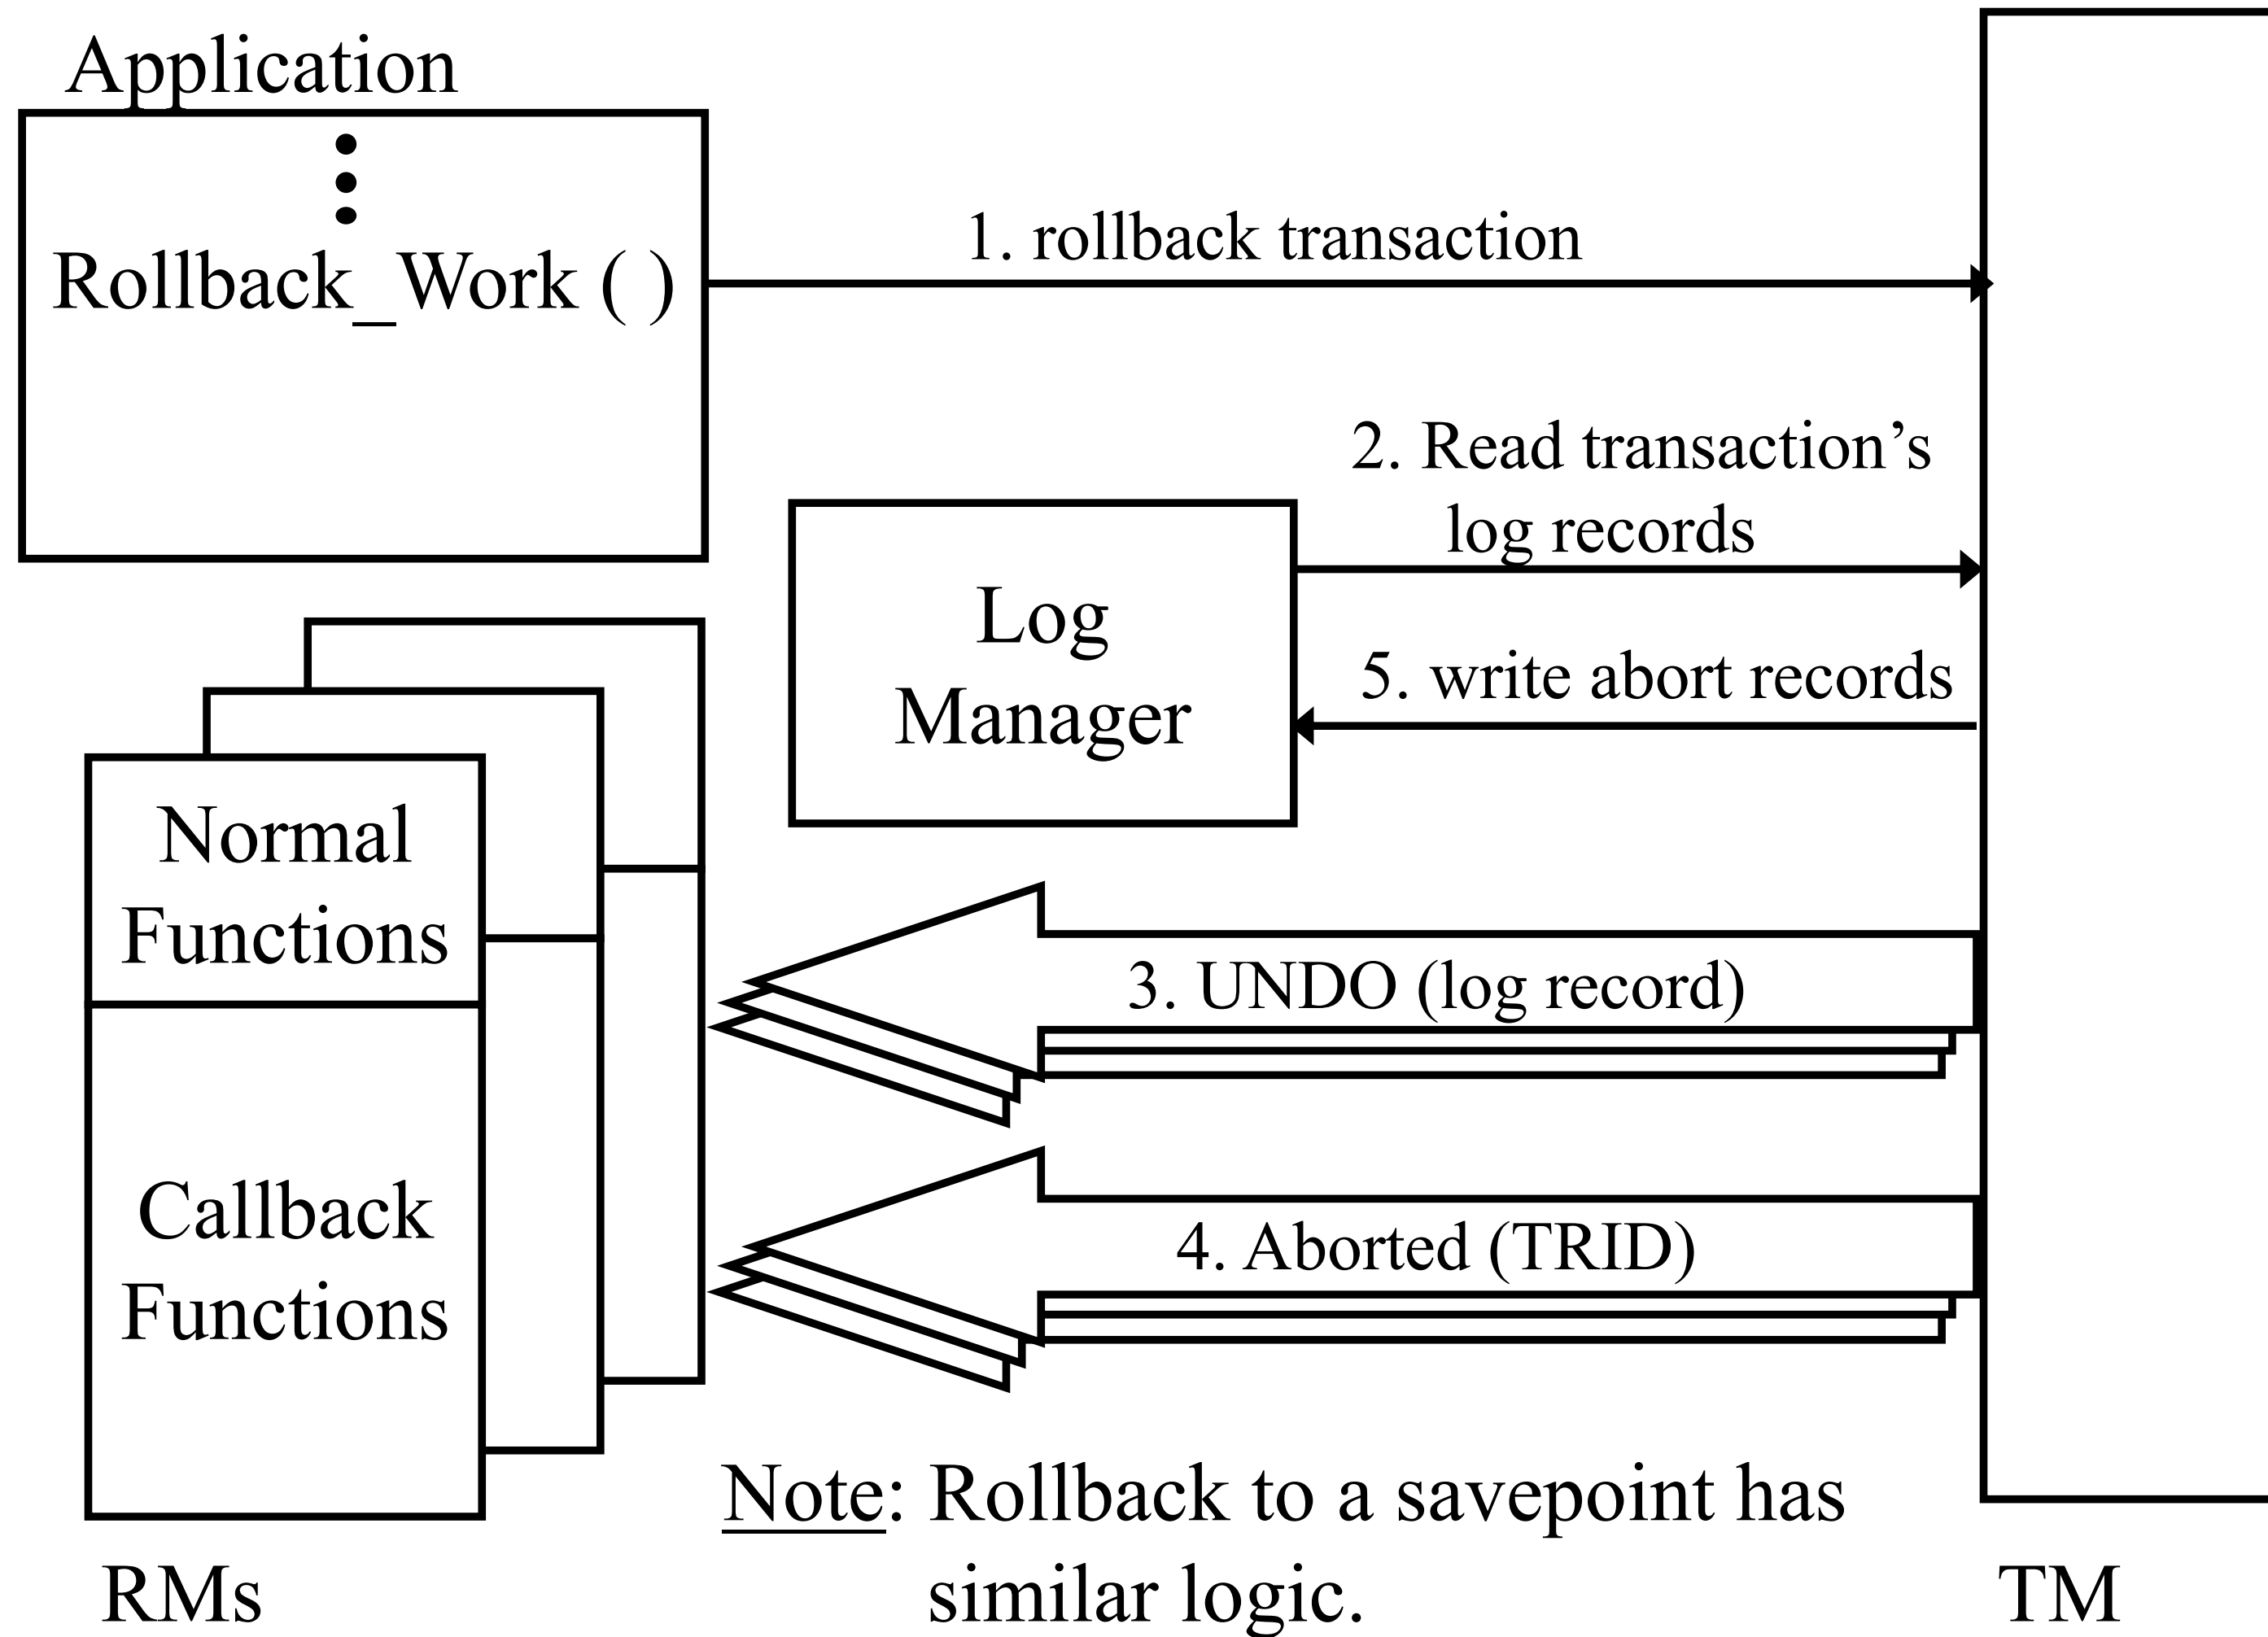 Application
Rollback_Work ( )
1. rollback transaction
2. Read transaction’s
log records
Log
Manager
5. write abort records
Normal
Functions
3. UNDO (log record)
Callback
Functions
4. Aborted (TRID)
Note: Rollback to a savepoint has
similar logic.
RMs
TM